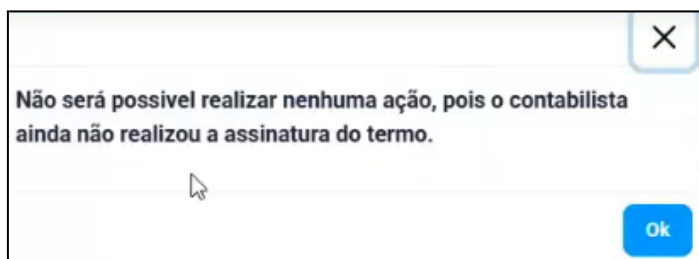 Não será possivel realizar nenhuma ação, pois o contabilista
ainda não realizou a assinatura do termo.
Ok